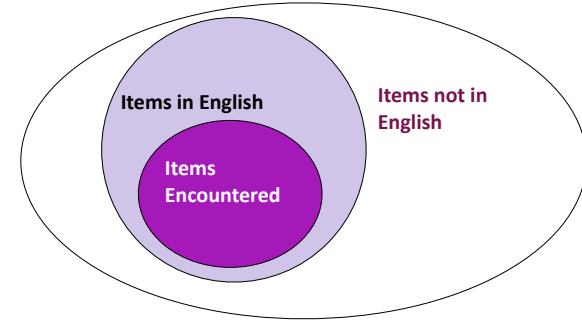 Items in English
Items not in
English
Items
Encountered